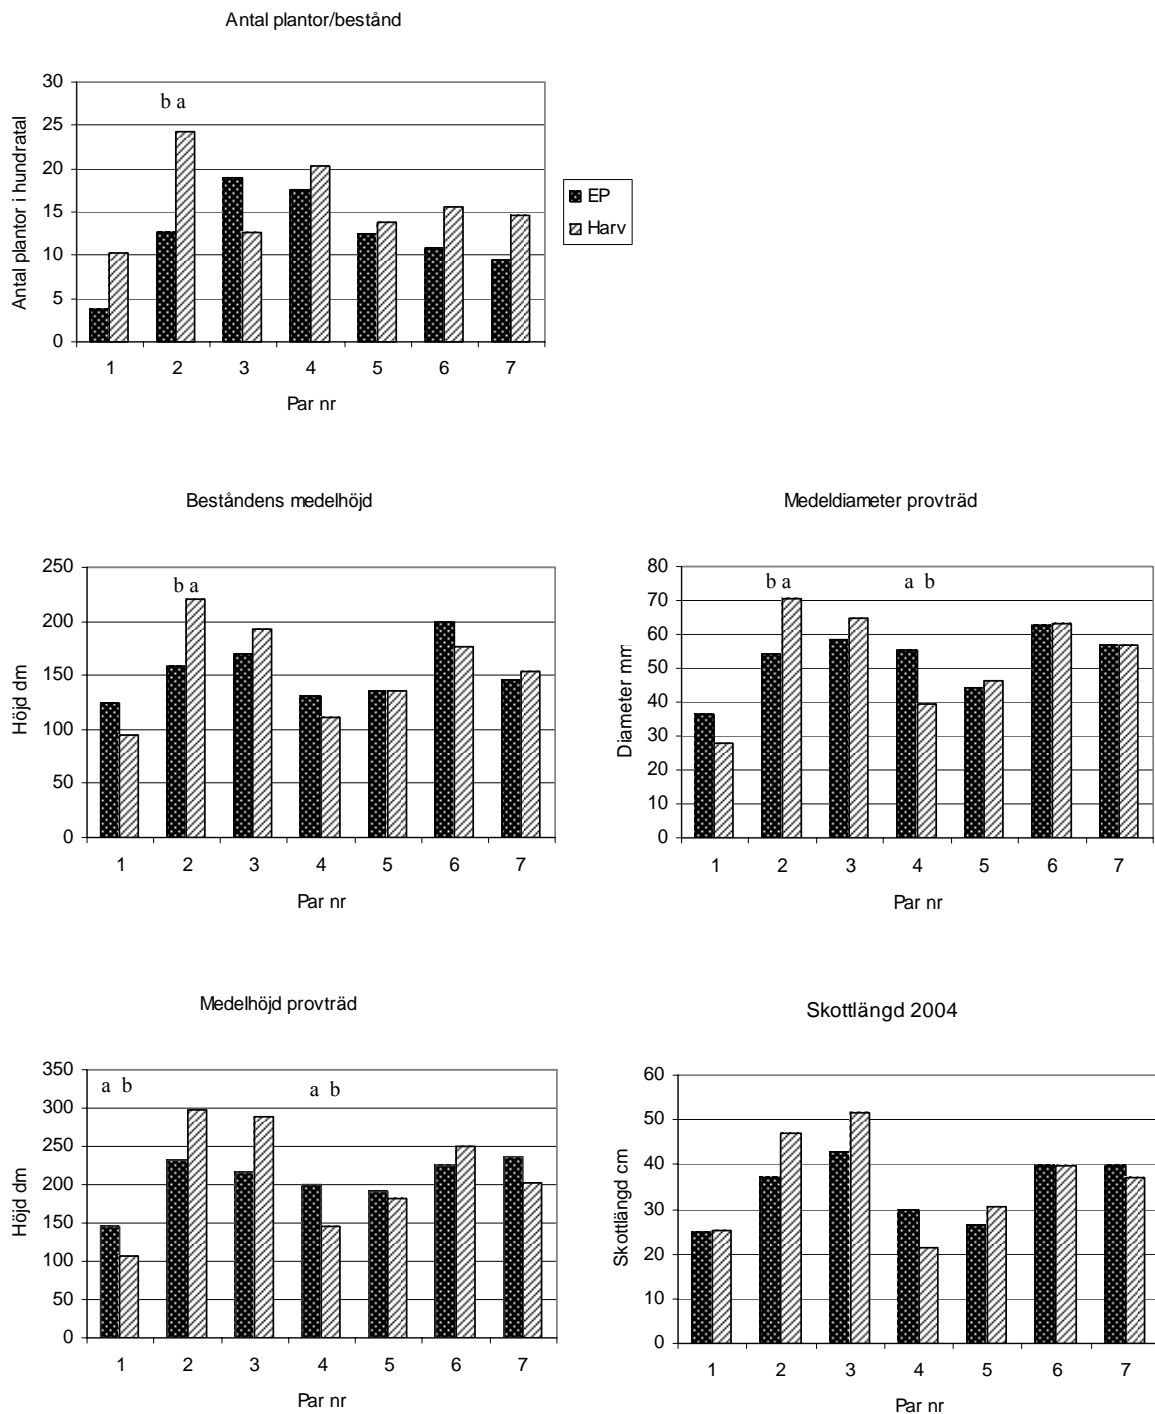 Antal plantor/bestånd
Antal plantor i hundratal
30
25
20
15
10
5
0
b a
1 2 3 4 5 6 7
Par nr
EP
Harv
Beståndens medelhöjd
Höjd dm
250
200
150
100
50
0
b a
1 2 3 4 5 6 7
Par nr
Medeldiameter provträd
Diameter mm
80
70
60
50
40
30
20
10
0
b a a b
1 2 3 4 5 6 7
Par nr
Medelhöjd provträd
Höjd dm
350
300
250
200
150
100
50
0
a b a b
1 2 3 4 5 6 7
Par nr
Skottlängd 2004
Skottlängd cm
60
50
40
30
20
10
0
1 2 3 4 5 6 7
Par nr